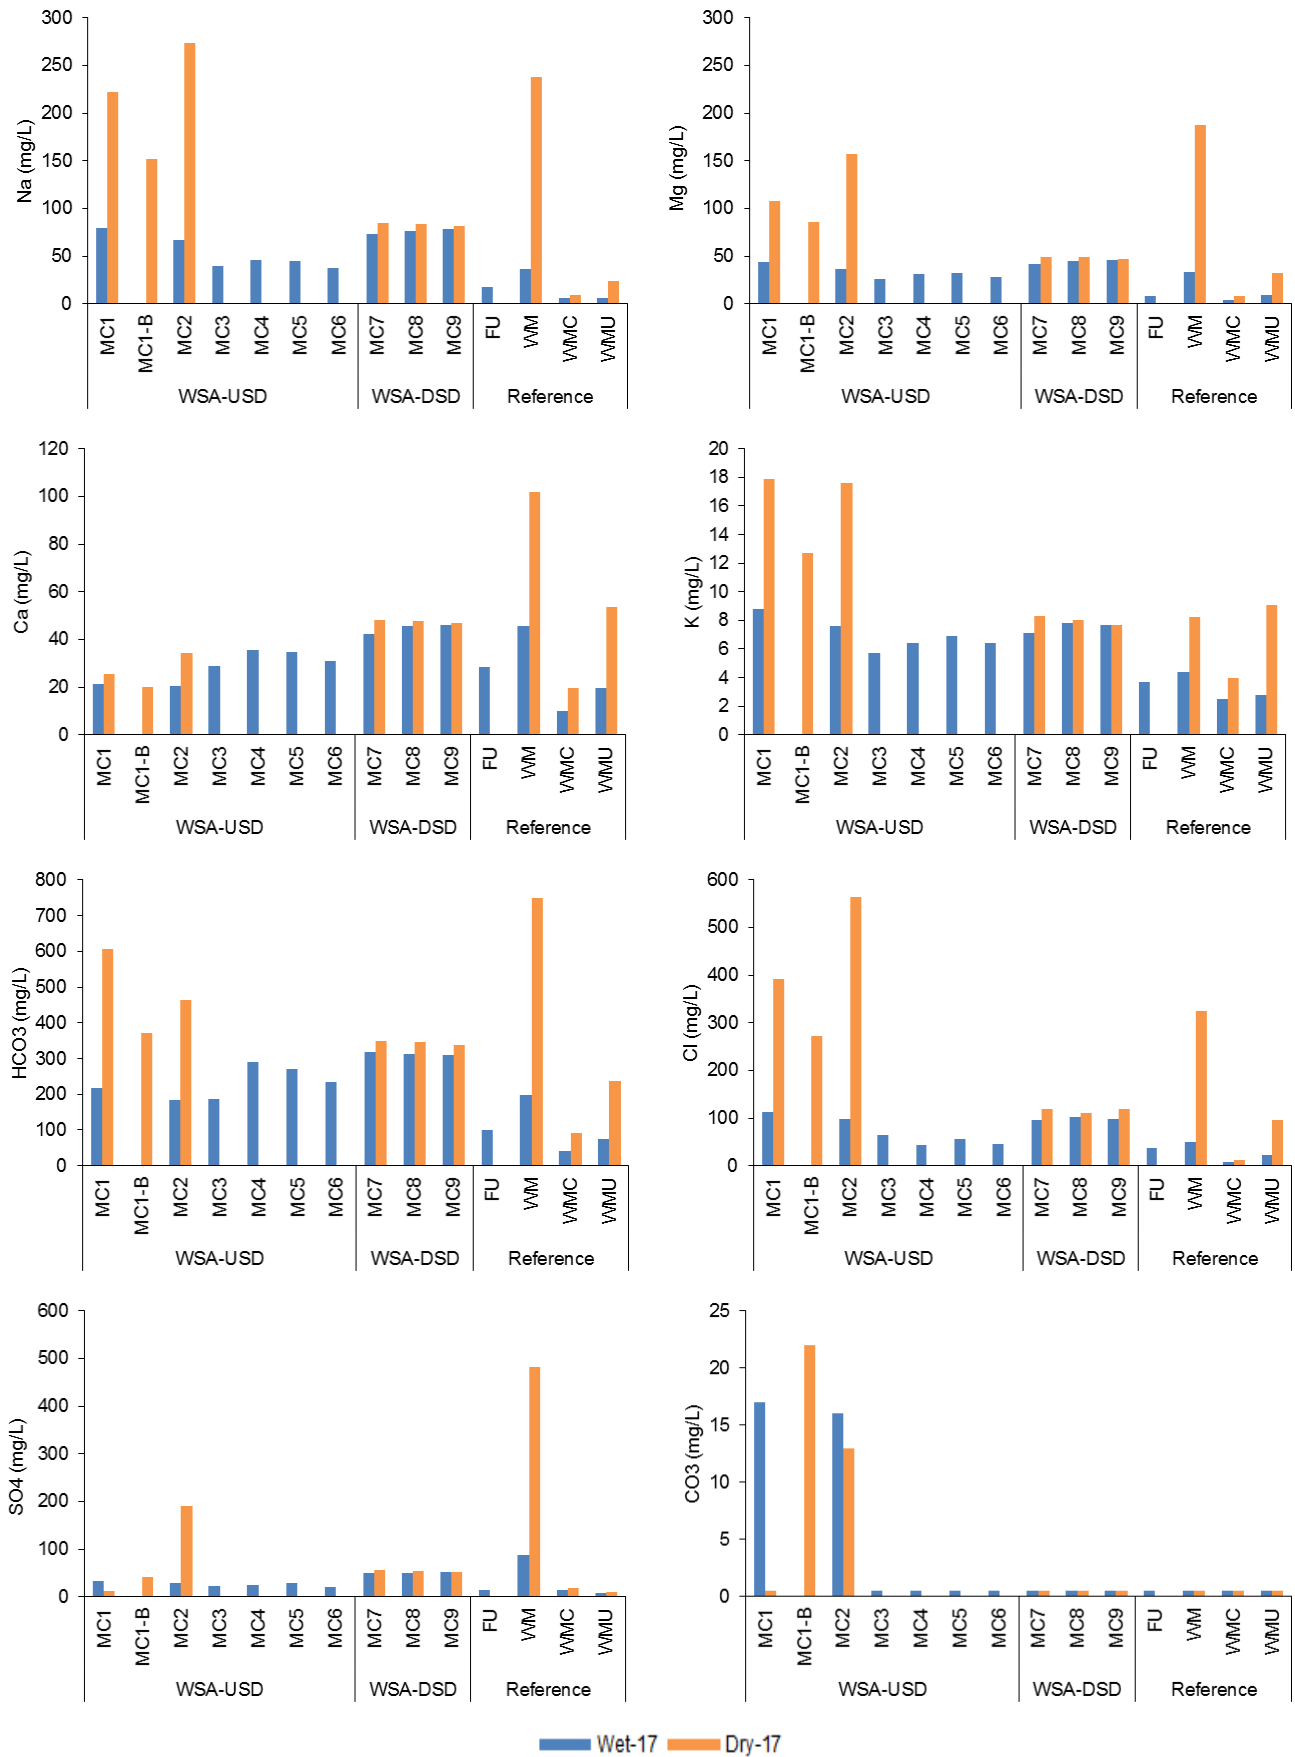 Na (mg/L)
300
250
200
150
100
50
0
MC1 MC1-B MC2 MC3 MC4 MC5 MC6 MC7 MC8 MC9 FU WM WMC WMU
WSA-USD WSA-DSD Reference
Mg (mg/L)
300
250
200
150
100
50
0
MC1 MC1-B MC2 MC3 MC4 MC5 MC6 MC7 MC8 MC9 FU WM WMC WMU
WSA-USD WSA-DSD Reference
Ca (mg/L)
120
100
80
60
40
20
0
MC1 MC1-B MC2 MC3 MC4 MC5 MC6 MC7 MC8 MC9 FU WM WMC WMU
WSA-USD WSA-DSD Reference
K (mg/L)
20
18
16
14
12
10
8
6
4
2
0
MC1 MC1-B MC2 MC3 MC4 MC5 MC6 MC7 MC8 MC9 FU WM WMC WMU
WSA-USD WSA-DSD Reference
HCO3 (mg/L)
800
700
600
500
400
300
200
100
0
MC1 MC1-B MC2 MC3 MC4 MC5 MC6 MC7 MC8 MC9 FU WM WMC WMU
WSA-USD WSA-DSD Reference
Cl (mg/L)
600
500
400
300
200
100
0
MC1 MC1-B MC2 MC3 MC4 MC5 MC6 MC7 MC8 MC9 FU WM WMC WMU
WSA-USD WSA-DSD Reference
SO4 (mg/L)
600
500
400
300
200
100
0
MC1 MC1-B MC2 MC3 MC4 MC5 MC6 MC7 MC8 MC9 FU WM WMC WMU
WSA-USD WSA-DSD Reference
CO3 (mg/L)
25
20
15
10
5
0
MC1 MC1-B MC2 MC3 MC4 MC5 MC6 MC7 MC8 MC9 FU WM WMC WMU
WSA-USD WSA-DSD Reference
Wet-17 Dry-17